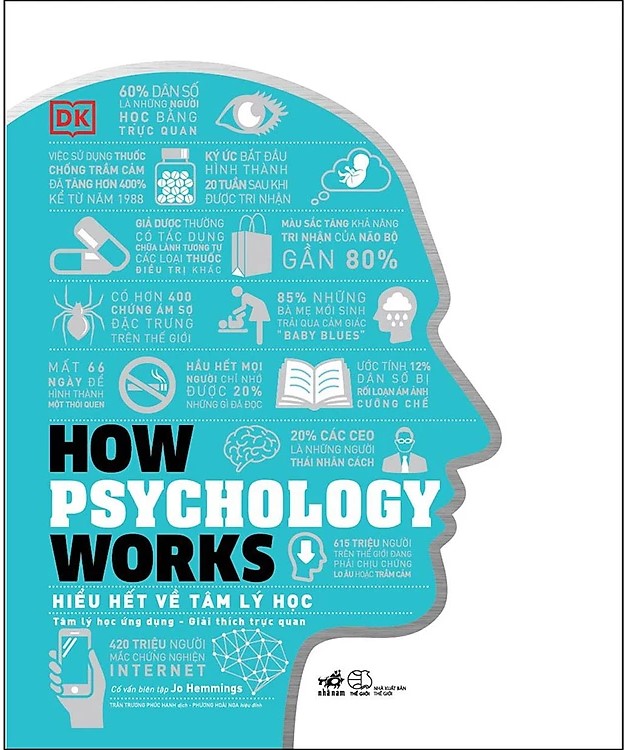 DK
60% DÂN SỐ
LÀ NHỮNG NGƯỜI
HỌC BẰNG
TRỰC QUAN
VIỆC SỬ DỤNG THUỐC
CHỐNG TRẦM CẢM
ĐÃ TĂNG HƠN 400%
KỂ TỪ NĂM 1988
KÝ ỨC BẮT ĐẦU
HÌNH THÀNH
20 TUẦN SAU KHI
ĐƯỢC TRI NHẬN
GIẢ DƯỢC THƯỜNG
CÓ TÁC DỤNG
CHỮA LÀNH TƯƠNG TỰ
CÁC LOẠI THUỐC
ĐIỀU TRỊ KHÁC
MÀU SẮC TĂNG KHẢ NĂNG
TRI NHẬN CỦA NÃO BỘ
GẦN 80%
CÓ HƠN 400
CHỨNG ÁM SỢ
ĐẶC TRƯNG
TRÊN THẾ GIỚI
85% NHỮNG
BÀ MẸ MỚI SINH
TRẢI QUA CẢM GIÁC
"BABY BLUES"
MẤT 66
NGÀY ĐỂ
HÌNH THÀNH
MỘT THÓI QUEN
HẦU HẾT MỌI
NGƯỜI CHỈ NHỚ
ĐƯỢC 20%
NHỮNG GÌ ĐÃ ĐỌC
ƯỚC TÍNH 12%
DÂN SỐ BỊ
RỐI LOẠN ÁM ẢNH
CƯỠNG CHẾ
20% CÁC CEO
LÀ NHỮNG NGƯỜI
THÁI NHÂN CÁCH
HOW
PSYCHOLOGY
WORKS
615 TRIỆU NGƯỜI
TRÊN THẾ GIỚI ĐANG
PHẢI CHỊU CHỨNG
LO ÂU HOẶC TRẦM CẢM
HIỂU HẾT VỀ TÂM LÝ HỌC
Tâm lý học ứng dụng - Giải thích trực quan
420 TRIỆU NGƯỜI
MẮC CHỨNG NGHIỆN
INTERNET
Cố vấn biên tập Jo Hemmings
TRẦN TRƯƠNG PHÚC HẠNH dịch - PHƯƠNG HOÀI NGA hiệu đính
nhã nam
THẾ GIỚI
NHÀ XUẤT BẢN
THẾ GIỚI